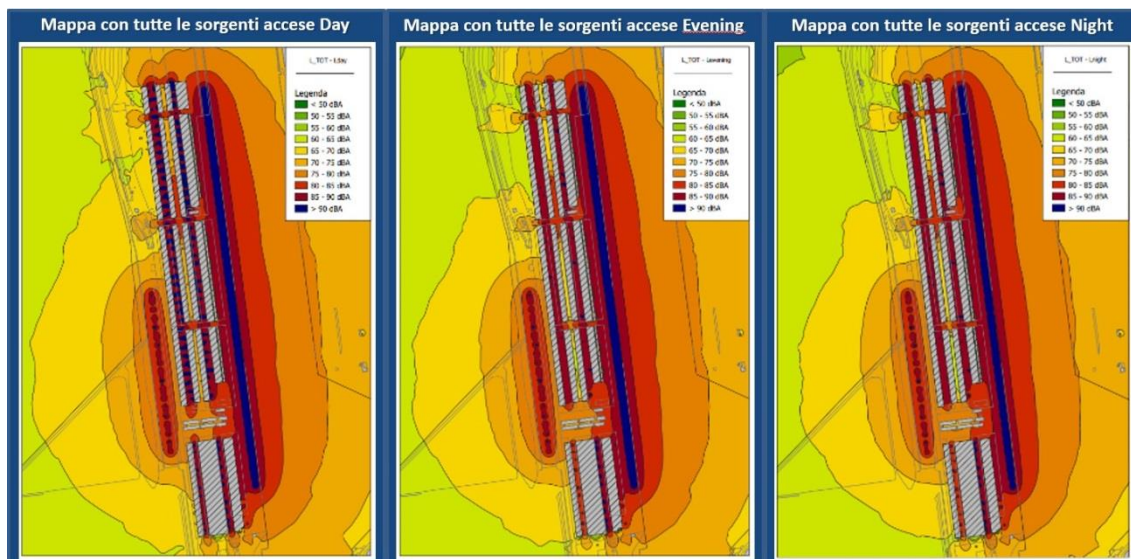 Mappa con tutte le sorgenti accese Day
L_TOT - Lday
Legenda
< 50 dBA
50 - 55 dBA
55 - 60 dBA
60 - 65 dBA
65 - 70 dBA
70 - 75 dBA
75 - 80 dBA
80 - 85 dBA
85 - 90 dBA
> 90 dBA
Mappa con tutte le sorgenti accese Evening
L_TOT - Levening
Legenda
< 50 dBA
50 - 55 dBA
55 - 60 dBA
60 - 65 dBA
65 - 70 dBA
70 - 75 dBA
75 - 80 dBA
80 - 85 dBA
85 - 90 dBA
> 90 dBA
Mappa con tutte le sorgenti accese Night
L_TOT - Lnight
Legenda
< 50 dBA
50 - 55 dBA
55 - 60 dBA
60 - 65 dBA
65 - 70 dBA
70 - 75 dBA
75 - 80 dBA
80 - 85 dBA
85 - 90 dBA
> 90 dBA